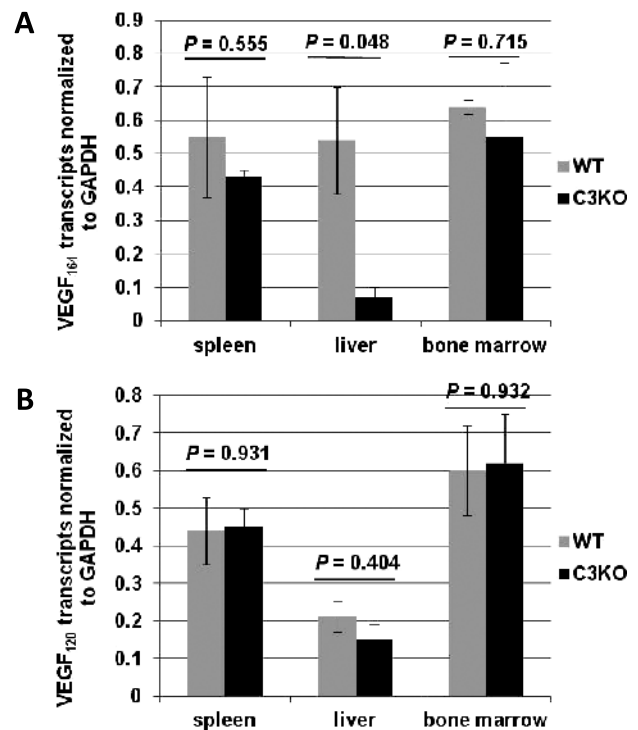 A
VEGF164 transcripts normalized
to GAPDH
0.9
0.8
0.7
0.6
0.5
0.4
0.3
0.2
0.1
0
P = 0.555
P = 0.048
P = 0.715
WT
C3KO
spleen
liver
bone marrow
B
VEGF120 transcripts normalized
to GAPDH
0.8
0.7
0.6
0.5
0.4
0.3
0.2
0.1
0
P = 0.931
P = 0.404
P = 0.932
WT
C3KO
spleen
liver
bone marrow